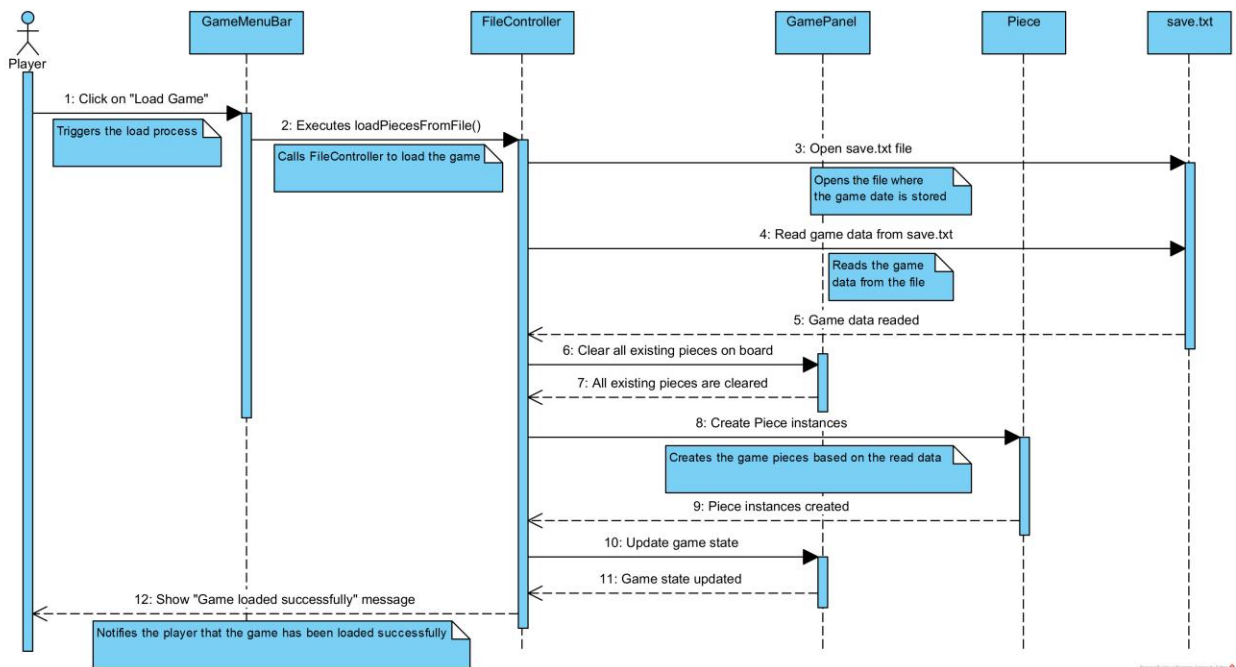 GameMenuBar
FileController
GamePanel
Piece
save.txt
Player
1: Click on "Load Game"
Triggers the load process
2: Executes loadPiecesFromFile()
Calls FileController to load the game
3: Open save.txt file
Opens the file where
the game date is stored
4: Read game data from save.txt
Reads the game
data from the file
5: Game data readed
6: Clear all existing pieces on board
7: All existing pieces are cleared
8: Create Piece instances
Creates the game pieces based on the read data
9: Piece instances created
10: Update game state
11: Game state updated
12: Show "Game loaded successfully" message
Notifies the player that the game has been loaded successfully